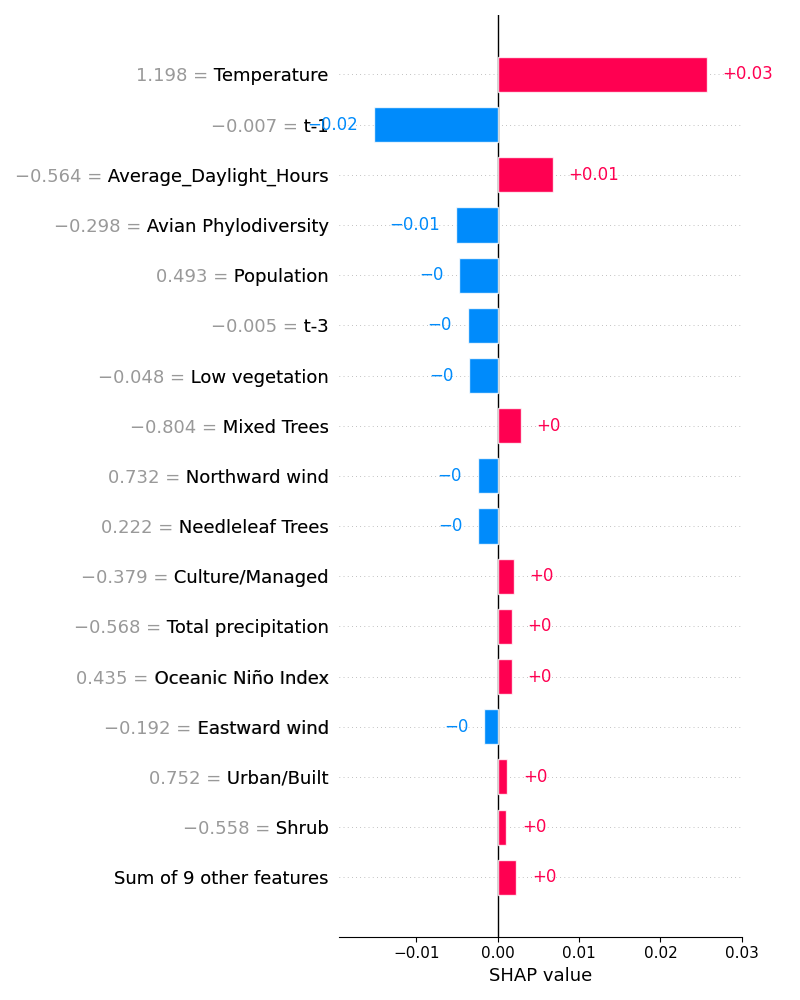 1.198 = Temperature +0.03
−0.007 = t-1 −0.02
−0.564 = Average_Daylight_Hours +0.01
−0.298 = Avian Phylodiversity −0.01
0.493 = Population −0
−0.005 = t-3 −0
−0.048 = Low vegetation −0
−0.804 = Mixed Trees +0
0.732 = Northward wind −0
0.222 = Needleleaf Trees −0
−0.379 = Culture/Managed +0
−0.568 = Total precipitation +0
0.435 = Oceanic Niño Index +0
−0.192 = Eastward wind −0
0.752 = Urban/Built +0
−0.558 = Shrub +0
Sum of 9 other features +0
−0.01 0.00 0.01 0.02 0.03
SHAP value